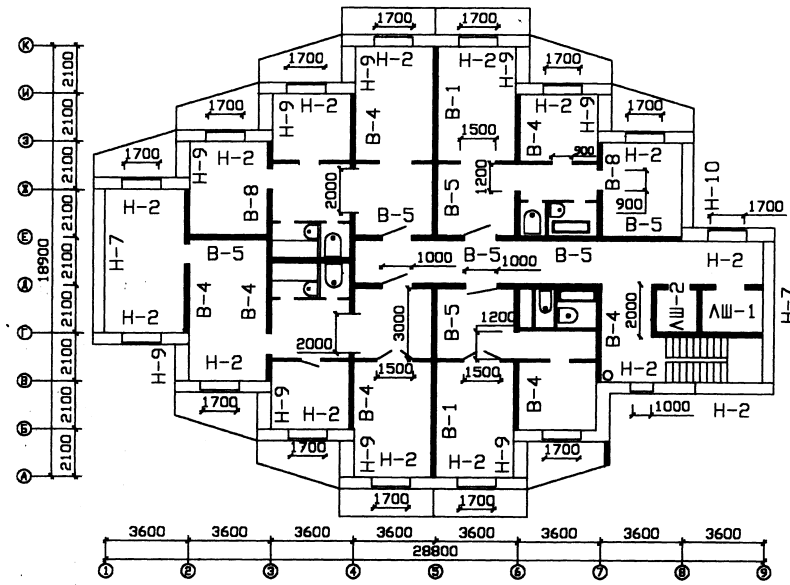 1700 1700
К
Н-2 Н-2
2100
1700 Н-9 Н-9 1700
И
Н-9 В-4 В-1 Н-2 Н-9
2100
1700 1500 В-4 1700
З
Н-9 Н-2 900 Н-2
2100
1700 2000 1200 В-8
Ж
Н-2 В-8 В-5 900 Н-10 1700
2100
В-5 В-5
Е
Н-7 В-5 В-5 В-5 Н-2
18900
2100
1000 1000
Д
В-4 В-4 3000 В-5 В-4 2000 ЛШ-2 ЛШ-1 Н-7
2100
Н-2 2000 1200
Г
Н-9 Н-2 1500 1500 Н-2
2100
В
1700 Н-9 В-4 В-1 В-4 1000 Н-2
2100
Б
1700 Н-9 Н-2 Н-2 Н-9 1700
2100
А
1700 1700
3600 3600 3600 3600 3600 3600 3600 3600
28800
1 2 3 4 5 6 7 8 9